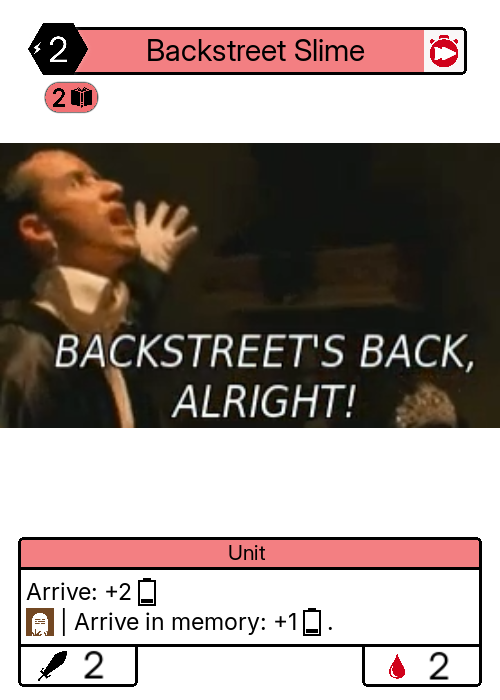 2
Backstreet Slime
2
BACKSTREET'S BACK,
ALRIGHT!
Unit
Arrive: +2
| Arrive in memory: +1 .
2
2